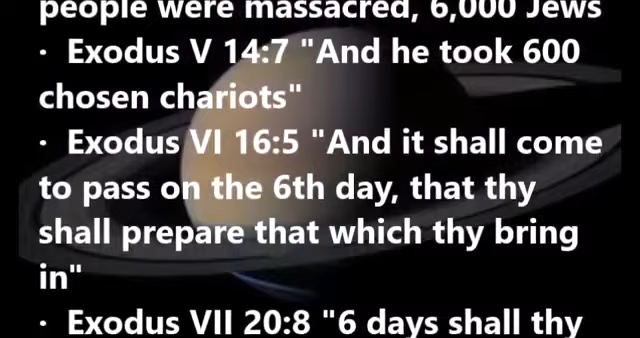 people were massacred, 6,000 Jews
· Exodus V 14:7 "And he took 600
chosen chariots"
· Exodus VI 16:5 "And it shall come
to pass on the 6th day, that thy
shall prepare that which thy bring
in"
· Exodus VII 20:8 "6 days shall thy